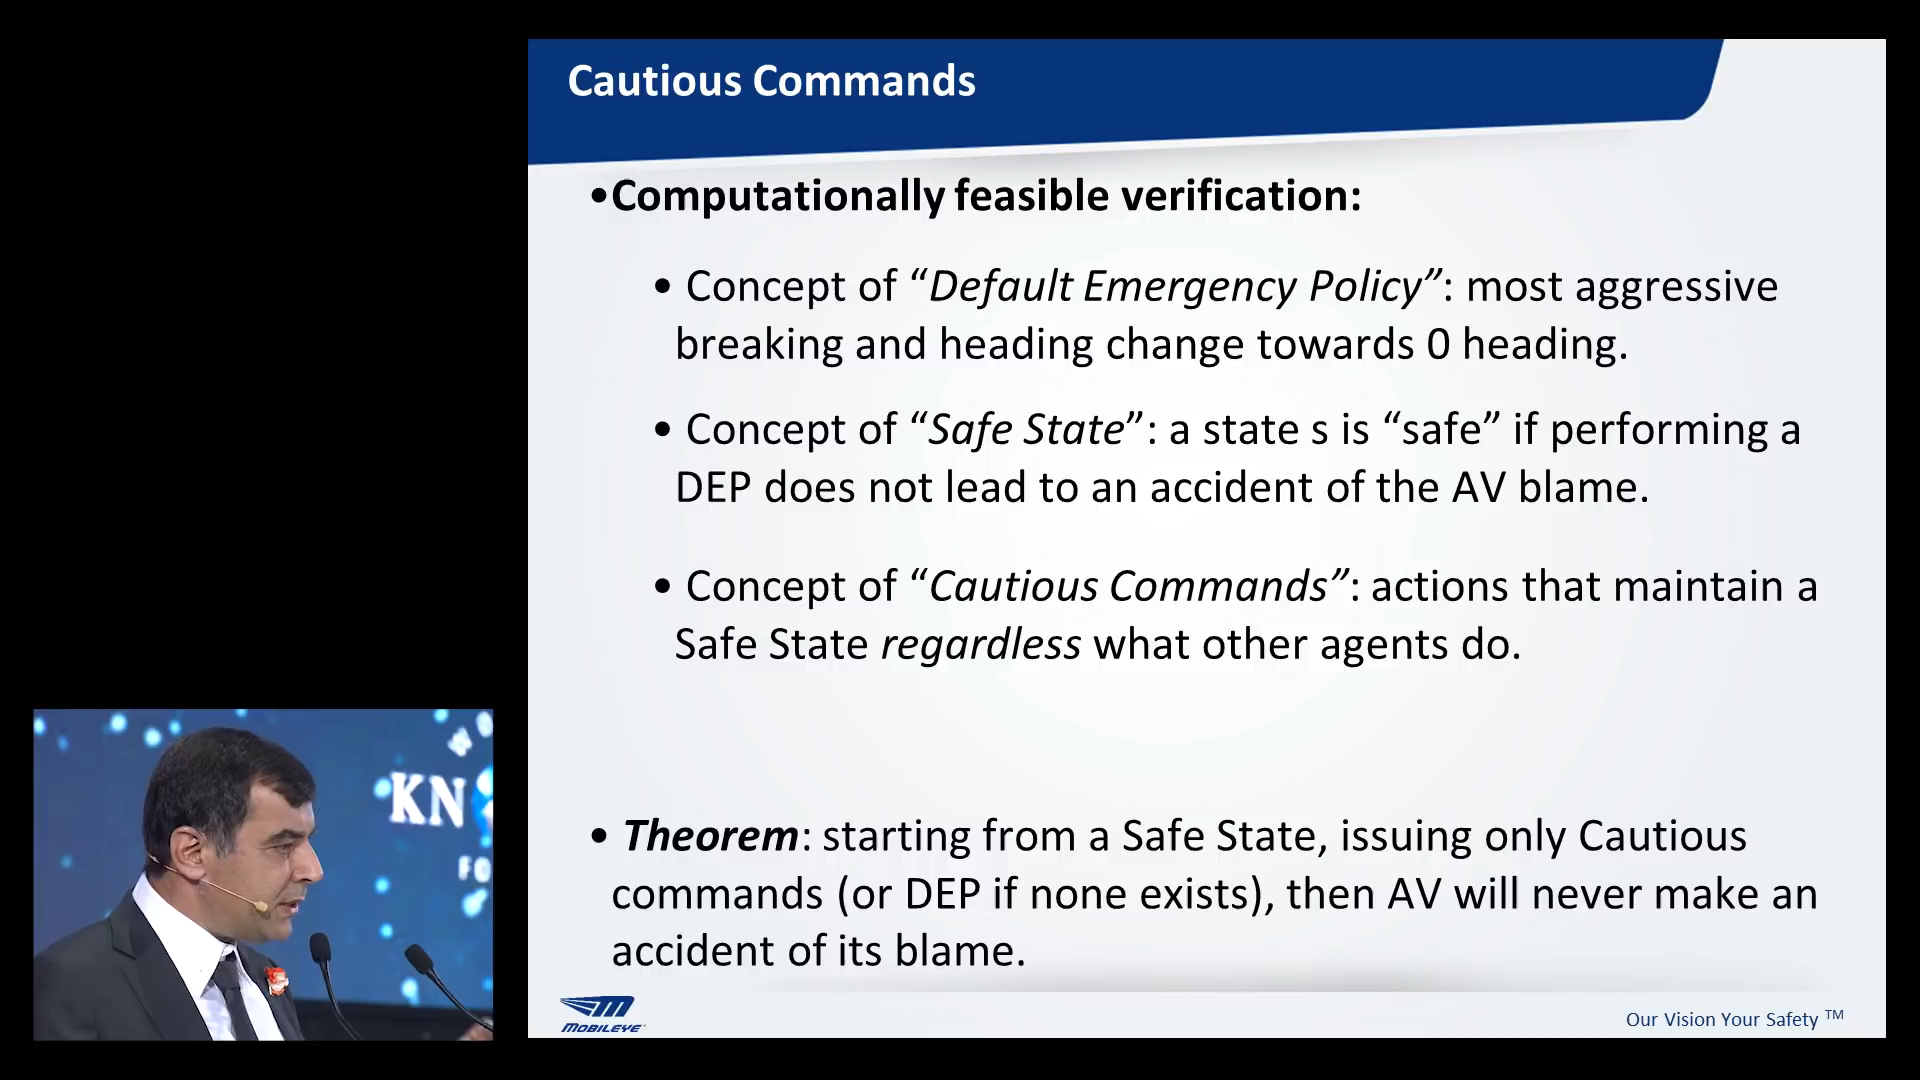 Cautious Commands
•Computationally feasible verification:
• Concept of “Default Emergency Policy”: most aggressive
breaking and heading change towards 0 heading.
• Concept of “Safe State”: a state s is “safe” if performing a
DEP does not lead to an accident of the AV blame.
• Concept of “Cautious Commands”: actions that maintain a
Safe State regardless what other agents do.
• Theorem: starting from a Safe State, issuing only Cautious
commands (or DEP if none exists), then AV will never make an
accident of its blame.
MOBILEYE
Our Vision Your Safety TM
KN